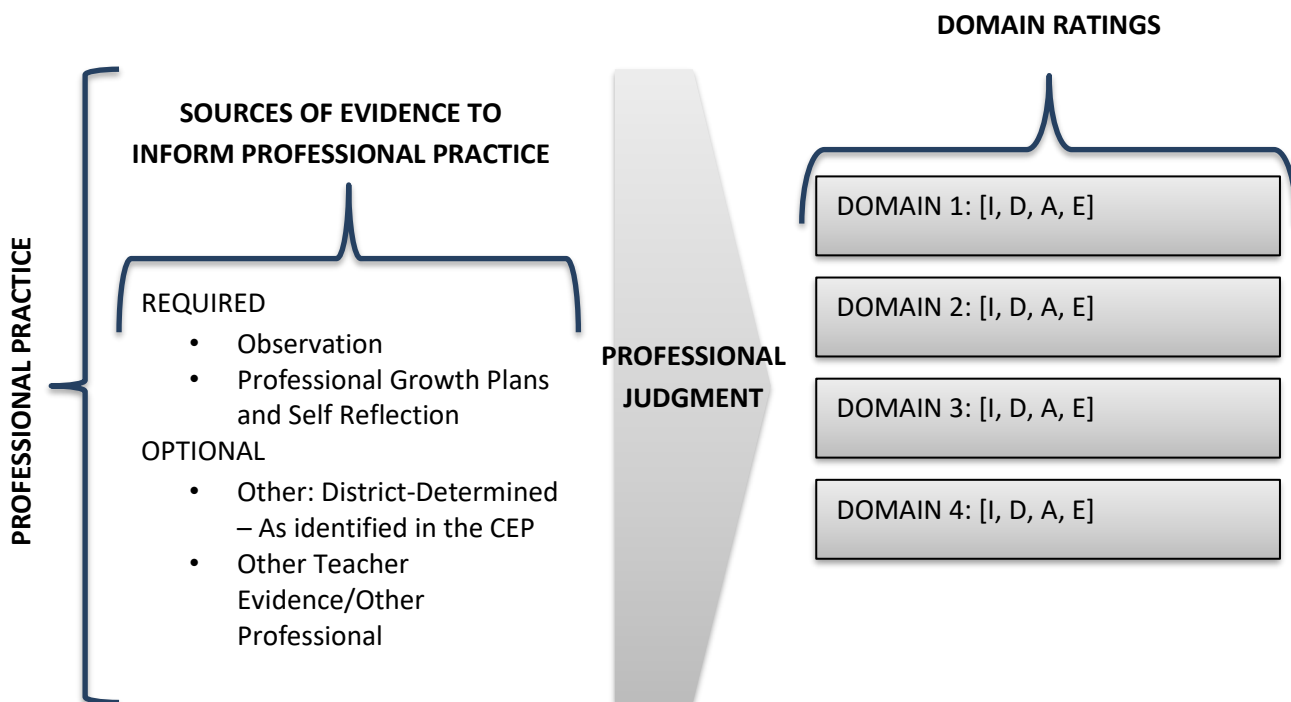 PROFESSIONAL PRACTICE
SOURCES OF EVIDENCE TO
INFORM PROFESSIONAL PRACTICE
REQUIRED
• Observation
• Professional Growth Plans
and Self Reflection
OPTIONAL
• Other: District-Determined
– As identified in the CEP
• Other Teacher
Evidence/Other
Professional
PROFESSIONAL
JUDGMENT
DOMAIN RATINGS
DOMAIN 1: [I, D, A, E]
DOMAIN 2: [I, D, A, E]
DOMAIN 3: [I, D, A, E]
DOMAIN 4: [I, D, A, E]